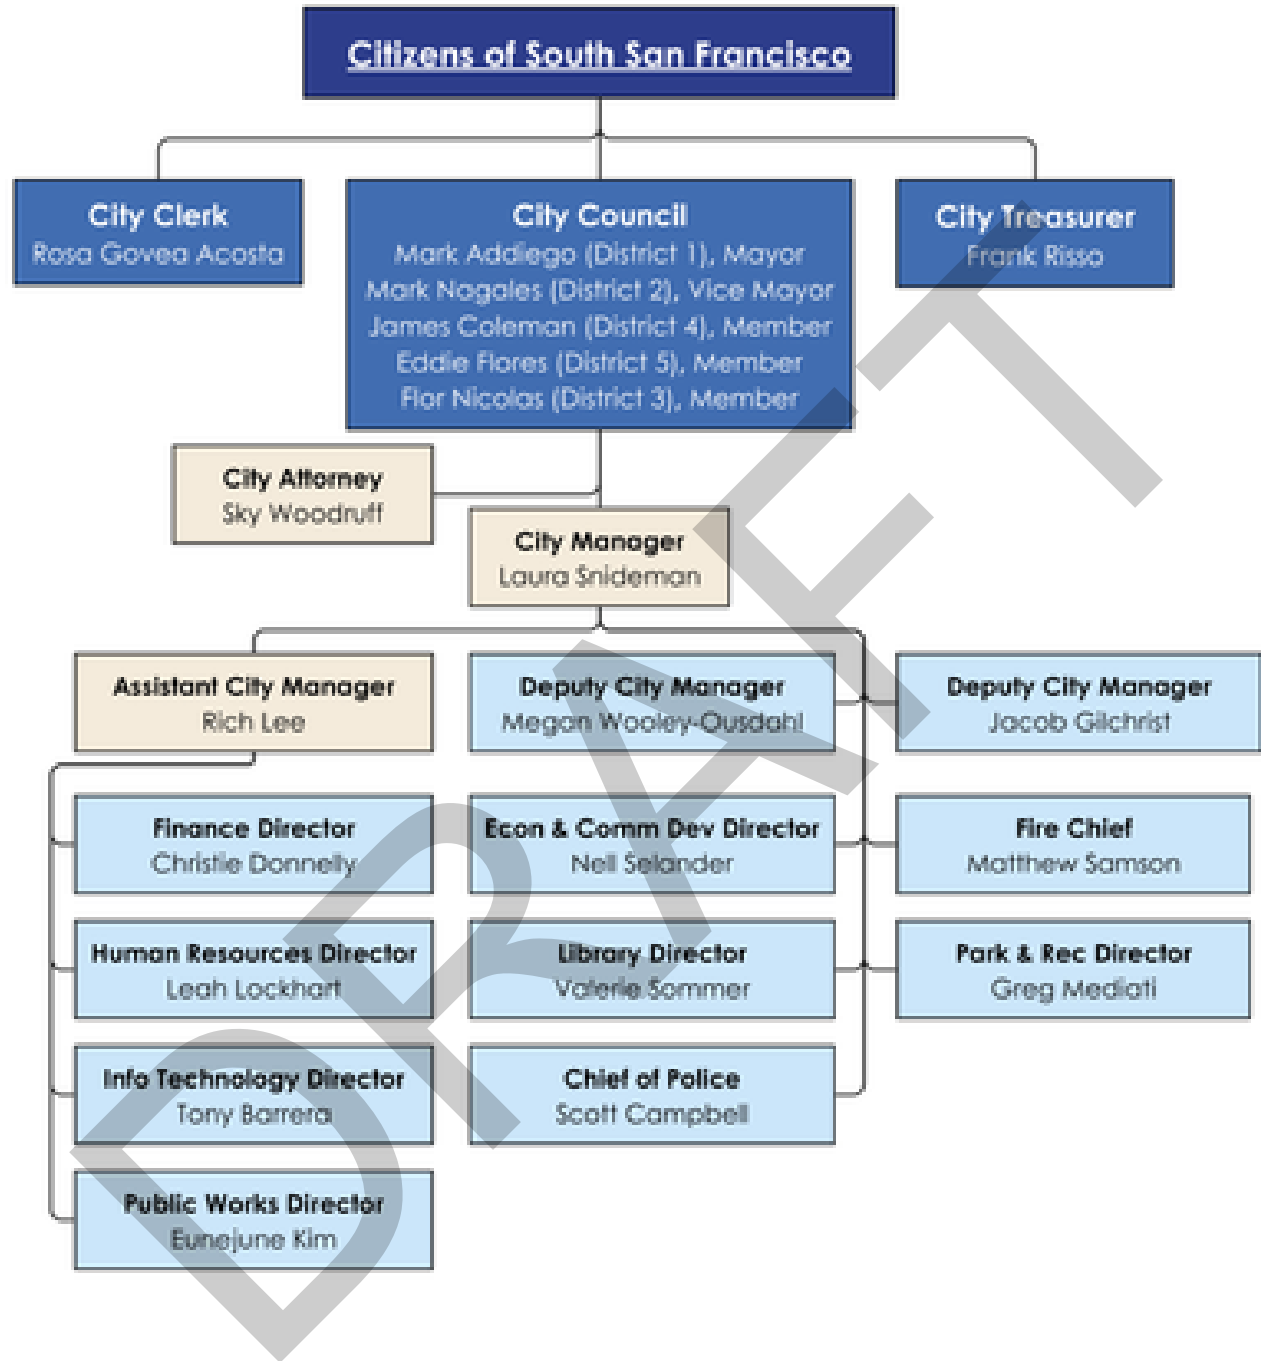 Citizens of South San Francisco
City Clerk
Rosa Govea Acosta
City Council
Mark Addiego (District 1), Mayor
Mark Nagales (District 2), Vice Mayor
James Coleman (District 4), Member
Eddie Flores (District 5), Member
Flor Nicolas (District 3), Member
City Treasurer
Frank Risso
City Attorney
Sky Woodruff
City Manager
Laura Snideman
Assistant City Manager
Rich Lee
Deputy City Manager
Megan Wooley-Ousdahl
Deputy City Manager
Jacob Gilchrist
Finance Director
Christie Donnelly
Econ & Comm Dev Director
Nell Selander
Fire Chief
Matthew Samson
Human Resources Director
Leah Lockhart
Library Director
Valerie Sommer
Park & Rec Director
Greg Mediati
Info Technology Director
Tony Barrera
Chief of Police
Scott Campbell
Public Works Director
Eunejune Kim
DRAFT